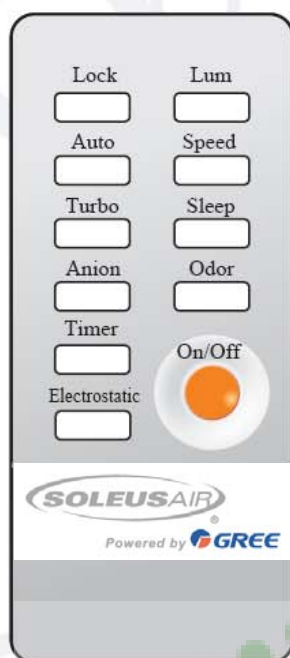 Lock Lum
Auto Speed
Turbo Sleep
Anion Odor
Timer
On/Off
Electrostatic
SOLEUSAIR
®
Powered by GREE